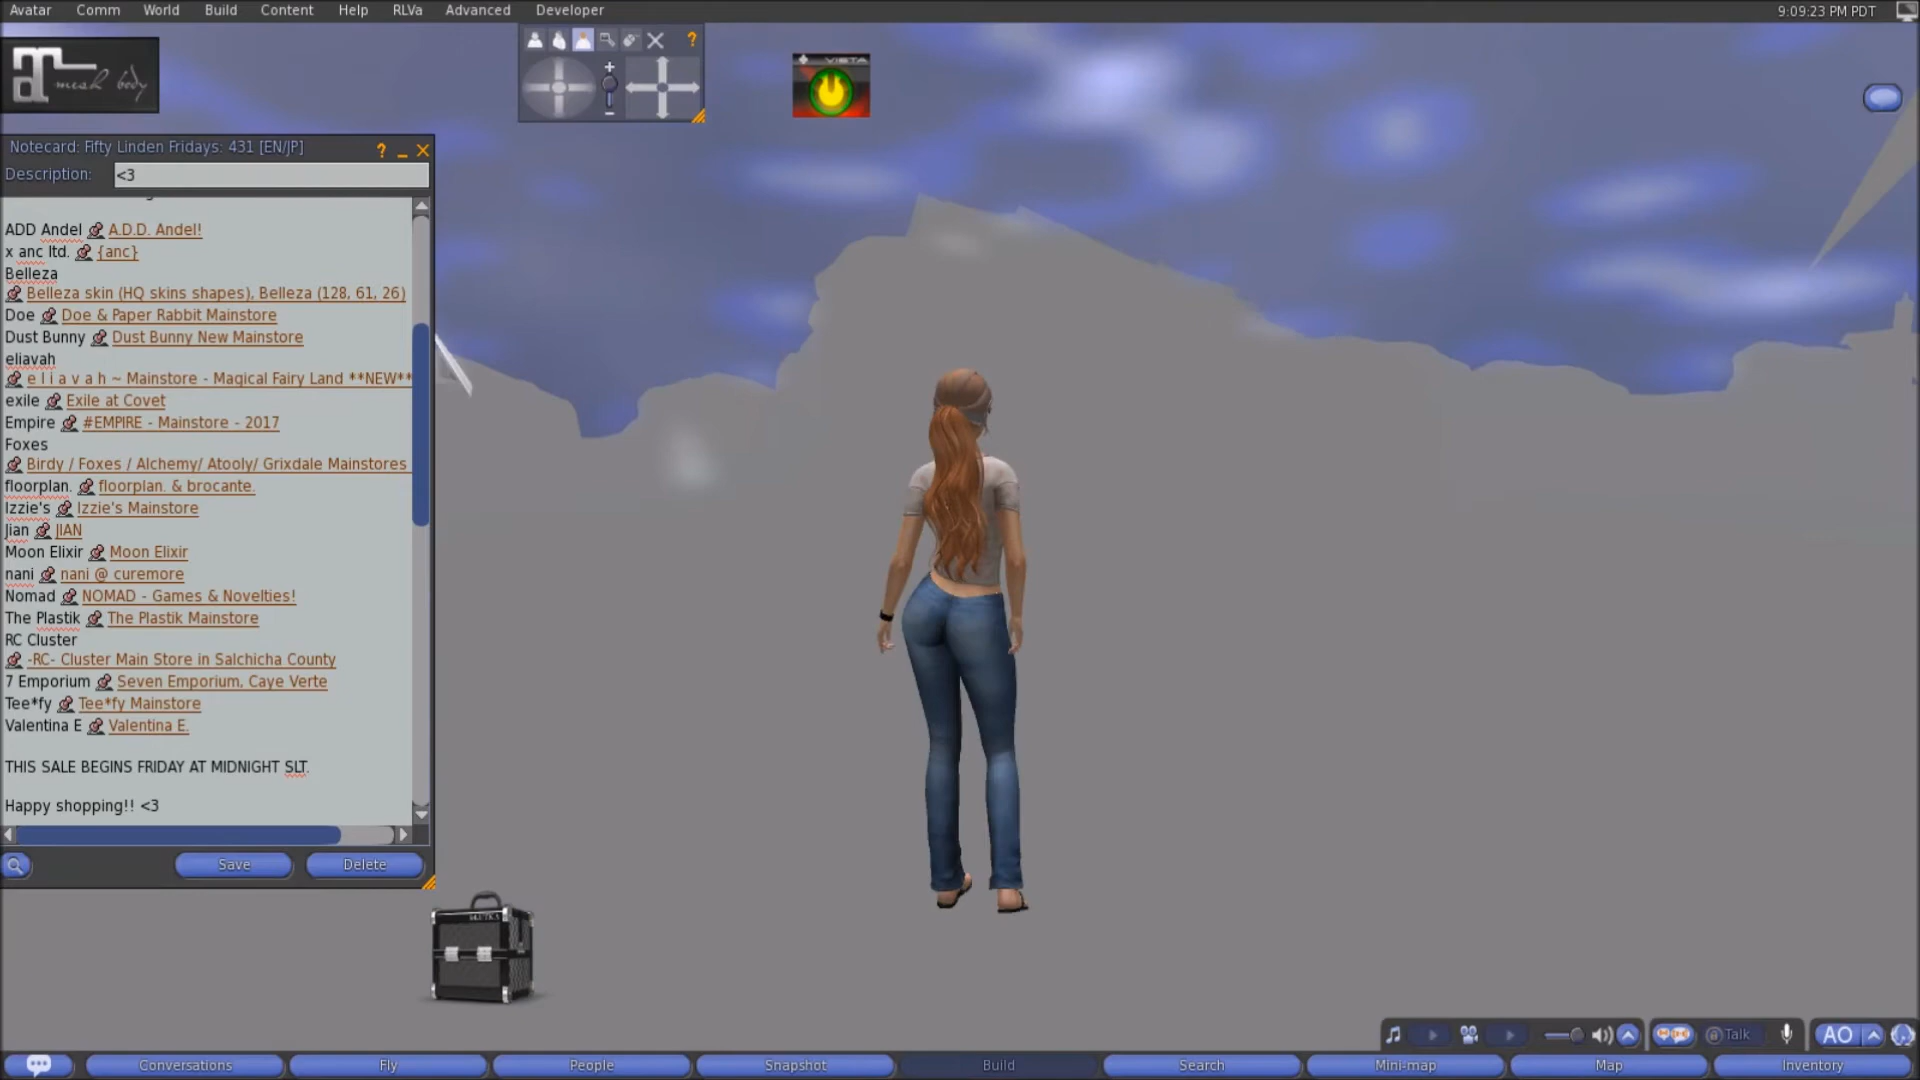 Avatar Comm World Build Content Help RLVa Advanced Developer 9:09:23 PM PDT
mesh body
VISTA
Notecard: Fifty Linden Fridays: 431 [EN/JP]
Description: <3
ADD Andel A.D.D. Andel!
x anc ltd. {anc}
Belleza
Belleza skin (HQ skins shapes), Belleza (128, 61, 26)
Doe Doe & Paper Rabbit Mainstore
Dust Bunny Dust Bunny New Mainstore
eliavah
e l i a v a h ~ Mainstore - Magical Fairy Land **NEW**
exile Exile at Covet
Empire #EMPIRE - Mainstore - 2017
Foxes
Birdy / Foxes / Alchemy/ Atooly/ Grixdale Mainstores
floorplan. floorplan. & brocante.
Izzie's Izzie's Mainstore
Jian JIAN
Moon Elixir Moon Elixir
nani nani @ curemore
Nomad NOMAD - Games & Novelties!
The Plastik The Plastik Mainstore
RC Cluster
-RC- Cluster Main Store in Salchicha County
7 Emporium Seven Emporium, Caye Verte
Tee*fy Tee*fy Mainstore
Valentina E Valentina E.
THIS SALE BEGINS FRIDAY AT MIDNIGHT SLT.
Happy shopping!! <3
Save Delete
Talk AO
Conversations Fly People Snapshot Build Search Mini-map Map Inventory